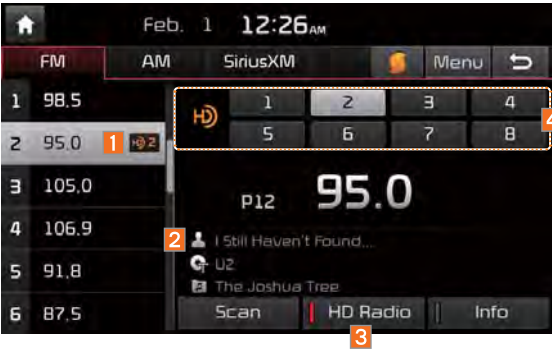 Feb. 1 12:26 AM
FM AM SiriusXM Menu
1 98.5
2 95.0 1 HD 2
3 105.0
4 106.9
5 91.8
6 87.5
HD 1 2 3 4
5 6 7 8
4
P12 95.0
2 I Still Haven't Found....
U2
The Joshua Tree
Scan HD Radio Info
3